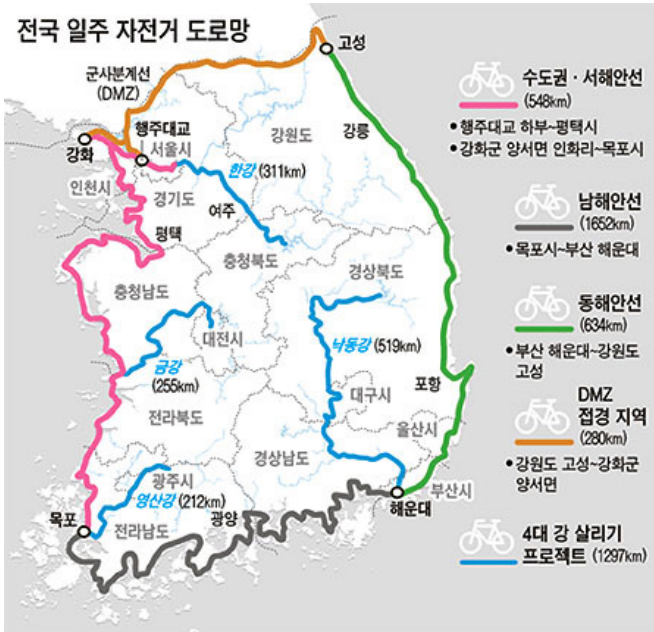 전국 일주 자전거 도로망
고성
군사분계선
(DMZ)
행주대교
강화
서울시
강원도
강릉
한강(311km)
인천시
경기도
여주
평택
충청북도
경상북도
충청남도
대전시
낙동강(519km)
금강
(255km)
포항
대구시
전라북도
울산시
경상남도
광주시
영산강(212km)
광양
부산시
해운대
목포
전라남도
수도권·서해안선
(548km)
•행주대교 하부~평택시
•강화군 양서면 인화리~목포시
남해안선
(1652km)
•목포시~부산 해운대
동해안선
(634km)
•부산 해운대~강원도
고성
DMZ
접경 지역
(280km)
•강원도 고성~강화군
양서면
4대 강 살리기
프로젝트(1297km)